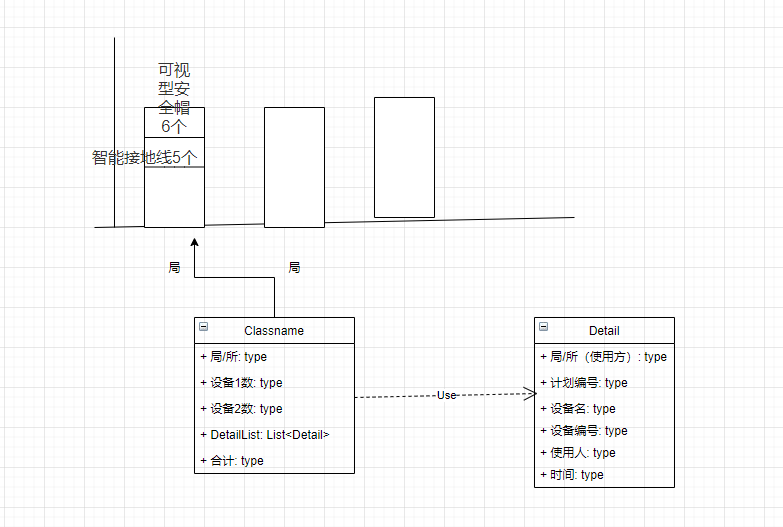 可视
型安
全帽
6个
智能接地线5个
局
局
Classname
+ 局/所: type
+ 设备1数: type
+ 设备2数: type
+ DetailList: List<Detail>
+ 合计: type
Use
Detail
+ 局/所（使用方）: type
+ 计划编号: type
+ 设备名: type
+ 设备编号: type
+ 使用人: type
+ 时间: type